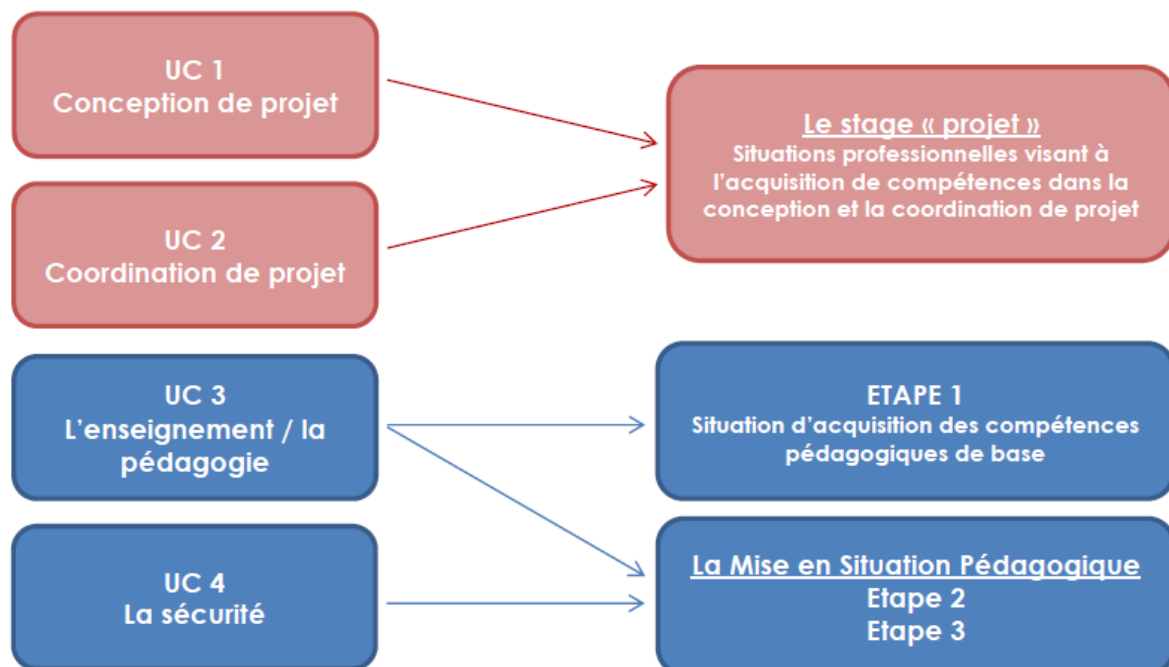 UC 1
Conception de projet
UC 2
Coordination de projet
Le stage « projet »
Situations professionnelles visant à
l'acquisition de compétences dans la
conception et la coordination de projet
UC 3
L'enseignement / la
pédagogie
UC 4
La sécurité
ETAPE 1
Situation d'acquisition des compétences
pédagogiques de base
La Mise en Situation Pédagogique
Etape 2
Etape 3